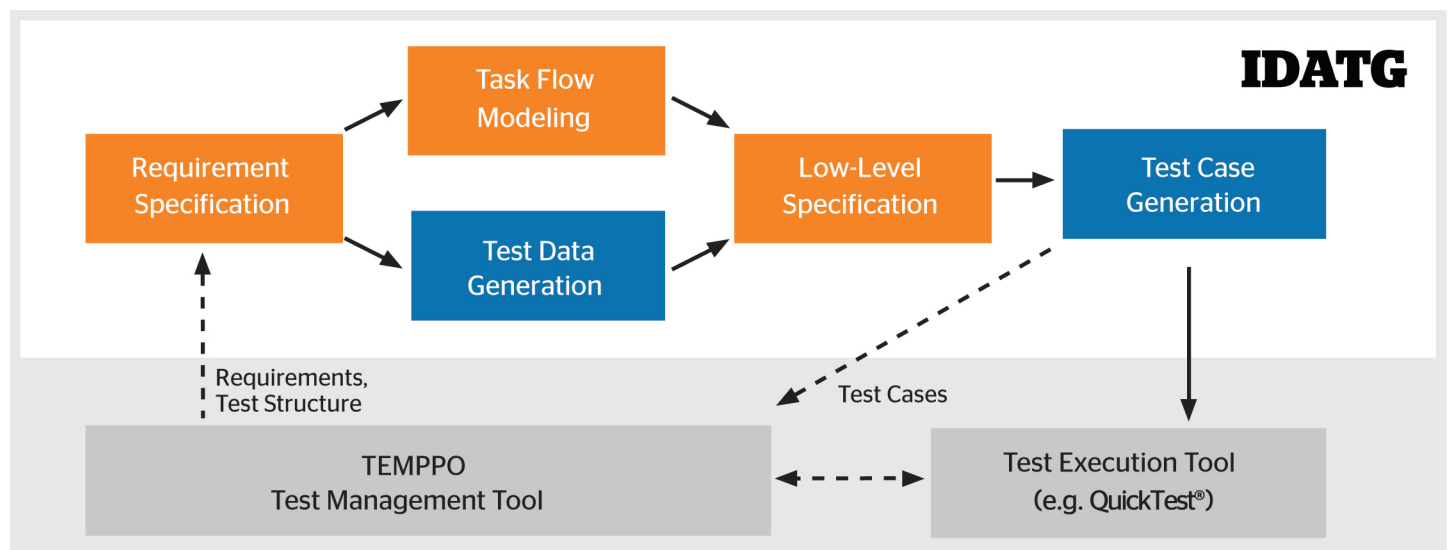 IDATG
Task Flow
Modeling
Requirement
Specification
Low-Level
Specification
Test Case
Generation
Test Data
Generation
Requirements,
Test Structure
Test Cases
TEMPPO
Test Management Tool
Test Execution Tool
(e.g. QuickTest®)